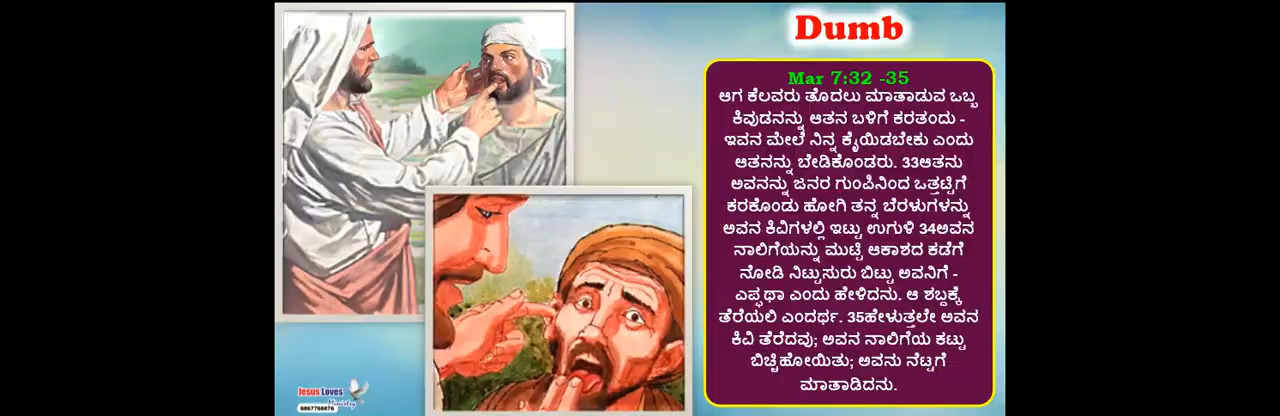 Dumb
Mar 7:32 -35
ಆಗ ಕೆಲವರು ತೊದಲು ಮಾತಾಡುವ ಒಬ್ಬ
ಕಿವುಡನನ್ನು ಆತನ ಬಳಿಗೆ ಕರತಂದು -
ಇವನ ಮೇಲೆ ನಿನ್ನ ಕೈಯಿಡಬೇಕು ಎಂದು
ಆತನನ್ನು ಬೇಡಿಕೊಂಡರು. 33ಆತನು
ಅವನನ್ನು ಜನರ ಗುಂಪಿನಿಂದ ಒತ್ತಟ್ಟಿಗೆ
ಕರಕೊಂಡು ಹೋಗಿ ತನ್ನ ಬೆರಳುಗಳನ್ನು
ಅವನ ಕಿವಿಗಳಲ್ಲಿ ಇಟ್ಟು ಉಗುಳಿ 34ಅವನ
ನಾಲಿಗೆಯನ್ನು ಮುಟ್ಟಿ ಆಕಾಶದ ಕಡೆಗೆ
ನೋಡಿ ನಿಟ್ಟುಸುರು ಬಿಟ್ಟು ಅವನಿಗೆ -
ಎಪ್ಫಥಾ ಎಂದು ಹೇಳಿದನು. ಆ ಶಬ್ದಕ್ಕೆ
ತೆರೆಯಲಿ ಎಂದರ್ಥ. 35ಹೇಳುತ್ತಲೇ ಅವನ
ಕಿವಿ ತೆರೆದವು; ಅವನ ನಾಲಿಗೆಯ ಕಟ್ಟು
ಬಿಚ್ಚಿಹೋಯಿತು; ಅವನು ನೆಟ್ಟಗೆ
ಮಾತಾಡಿದನು.
Jesus Loves
Ministry
8867768876